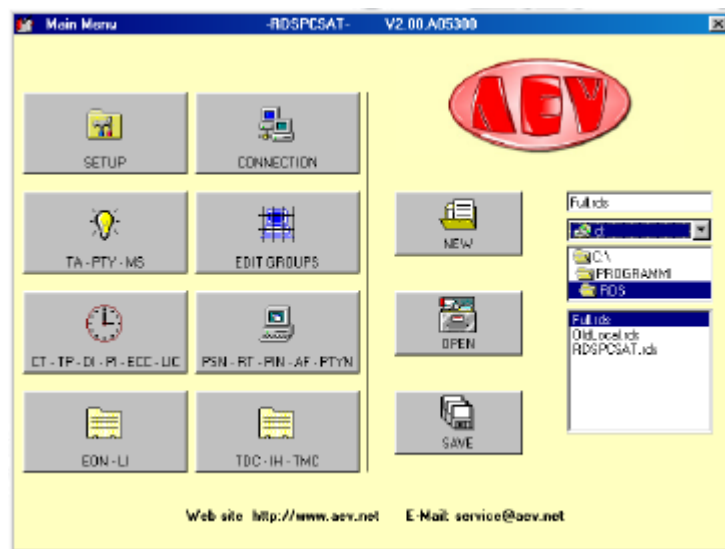 Main Menu -RDSPCSAT- V2.00.A05300
AEV
SETUP
CONNECTION
TA - PTY - MS
EDIT GROUPS
CT - TP - DI - PI - ECC - LIC
PSN - RT - PIN - AF - PTYN
EON - LI
TDC - IH - TMC
NEW
OPEN
SAVE
Full.rds
c:
C:\
PROGRAMMI
RDS
Full.rds
OldLocal.rds
RDSPCSAT.rds
Web site http://www.aev.net E-Mail: service@aev.net